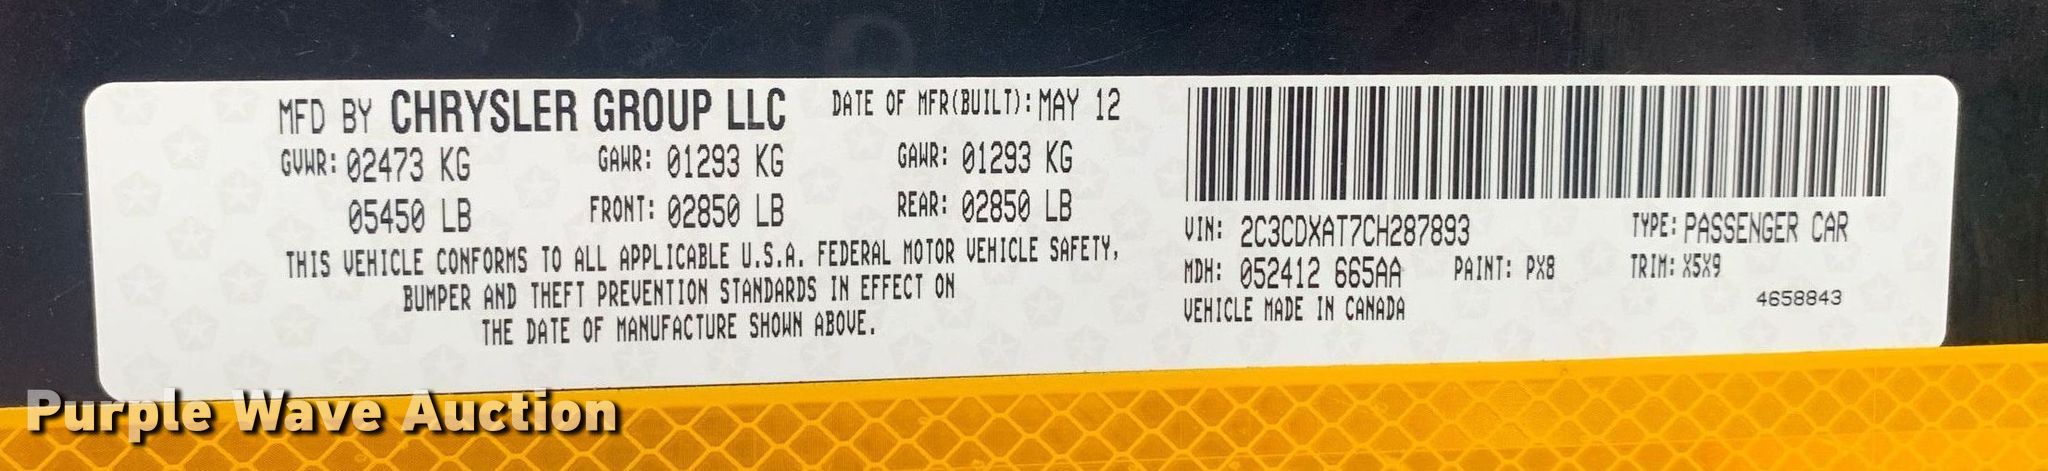 MFD BY CHRYSLER GROUP LLC DATE OF MFR(BUILT): MAY 12
GVWR: 02473 KG GAWR: 01293 KG GAWR: 01293 KG
05450 LB FRONT: 02850 LB REAR: 02850 LB
THIS VEHICLE CONFORMS TO ALL APPLICABLE U.S.A. FEDERAL MOTOR VEHICLE SAFETY,
BUMPER AND THEFT PREVENTION STANDARDS IN EFFECT ON
THE DATE OF MANUFACTURE SHOWN ABOVE.
VIN: 2C3CDXAT7CH287893 TYPE: PASSENGER CAR
MDH: 052412 665AA PAINT: PX8 TRIM: X5X9
VEHICLE MADE IN CANADA 4658843
Purple Wave Auction